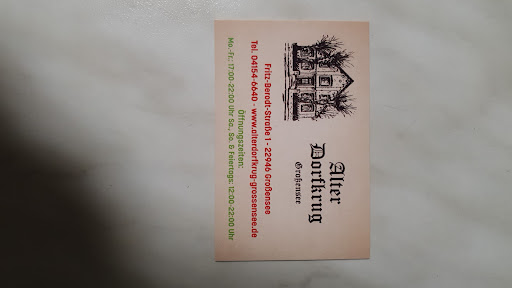 Alter
Dorfkrug
Großensee
Fritz-Berodt-Straße 1 - 22946 Großensee
Tel. 04154-6640 - www.alterdorfkrug-grossensee.de
Öffnungszeiten:
Mo.-Fr.: 17:00-22:00 Uhr Sa., So. & Feiertags: 12:00-22:00 Uhr